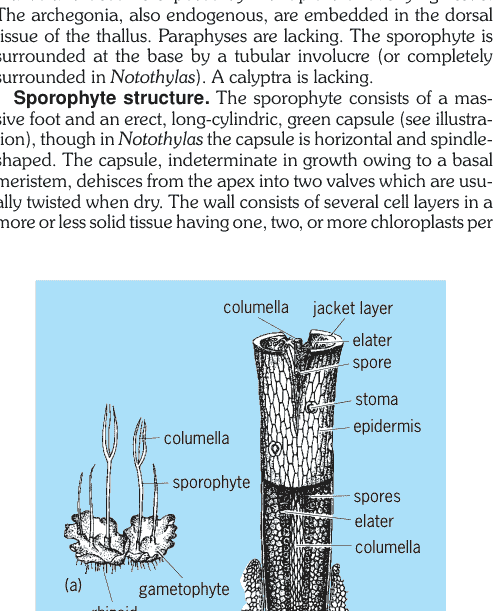 The archegonia, also endogenous, are embedded in the dorsal
tissue of the thallus. Paraphyses are lacking. The sporophyte is
surrounded at the base by a tubular involucre (or completely
surrounded in Notothylas). A calyptra is lacking.
Sporophyte structure. The sporophyte consists of a mas-
sive foot and an erect, long-cylindric, green capsule (see illustra-
tion), though in Notothylas the capsule is horizontal and spindle-
shaped. The capsule, indeterminate in growth owing to a basal
meristem, dehisces from the apex into two valves which are usu-
ally twisted when dry. The wall consists of several cell layers in a
more or less solid tissue having one, two, or more chloroplasts per
columella jacket layer
elater
spore
stoma
epidermis
columella
sporophyte
spores
elater
columella
(a)
gametophyte
rhizoid